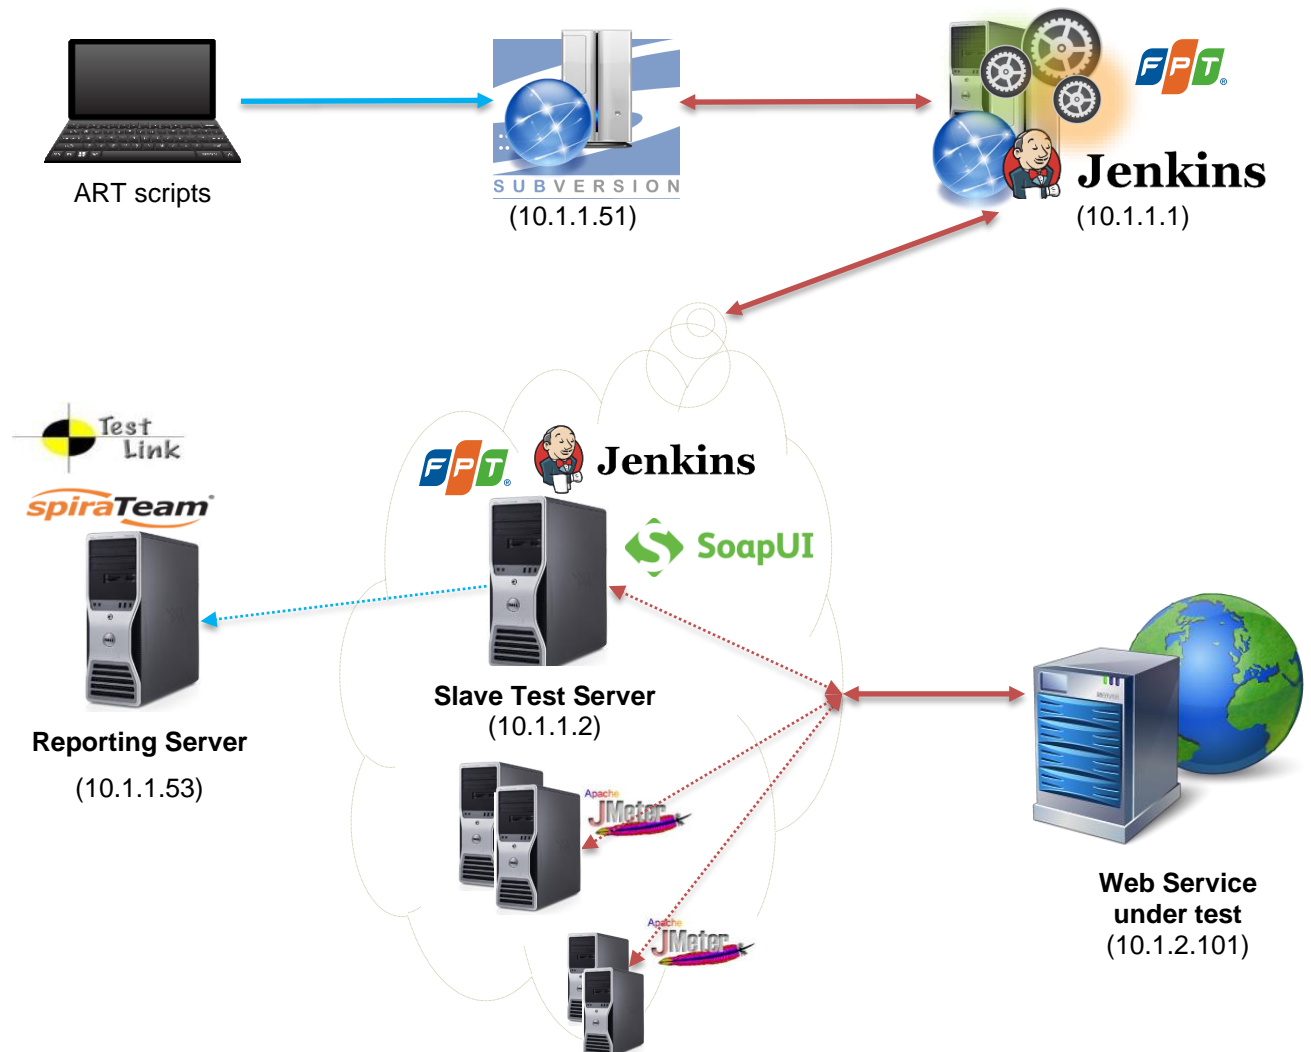 FPT®
SUBVERSION
Jenkins
ART scripts
(10.1.1.51)
(10.1.1.1)
Test
Link
FPT®
Jenkins
spiraTeam®
SoapUI
Slave Test Server
(10.1.1.2)
Reporting Server
(10.1.1.53)
Apache
JMeter
Web Service
under test
(10.1.2.101)
Apache
JMeter